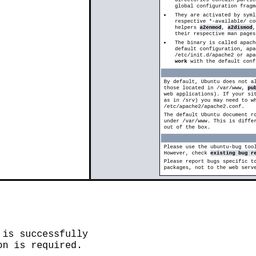 global configuration fragm
They are activated by syml
respective *-available/ co
helpers a2enmod, a2dismod,
their respective man pages
The binary is called apach
default configuration, apa
/etc/init.d/apache2 or apa
work with the default conf
By default, Ubuntu does not al
those located in /var/www, pub
web applications). If your sit
as in /srv) you may need to wh
/etc/apache2/apache2.conf.
The default Ubuntu document ro
under /var/www. This is differ
out of the box.
Please use the ubuntu-bug tool
However, check existing bug re
Please report bugs specific to
packages, not to the web serve
is successfully
on is required.